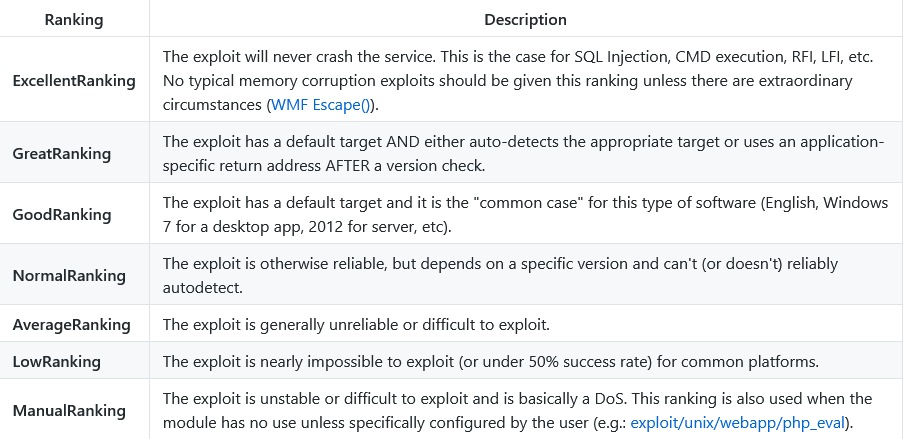 Ranking Description
ExcellentRanking
The exploit will never crash the service. This is the case for SQL Injection, CMD execution, RFI, LFI, etc.
No typical memory corruption exploits should be given this ranking unless there are extraordinary
circumstances (WMF Escape()).
GreatRanking
The exploit has a default target AND either auto-detects the appropriate target or uses an application-
specific return address AFTER a version check.
GoodRanking
The exploit has a default target and it is the "common case" for this type of software (English, Windows
7 for a desktop app, 2012 for server, etc).
NormalRanking
The exploit is otherwise reliable, but depends on a specific version and can't (or doesn't) reliably
autodetect.
AverageRanking
The exploit is generally unreliable or difficult to exploit.
LowRanking
The exploit is nearly impossible to exploit (or under 50% success rate) for common platforms.
ManualRanking
The exploit is unstable or difficult to exploit and is basically a DoS. This ranking is also used when the
module has no use unless specifically configured by the user (e.g.: exploit/unix/webapp/php_eval).